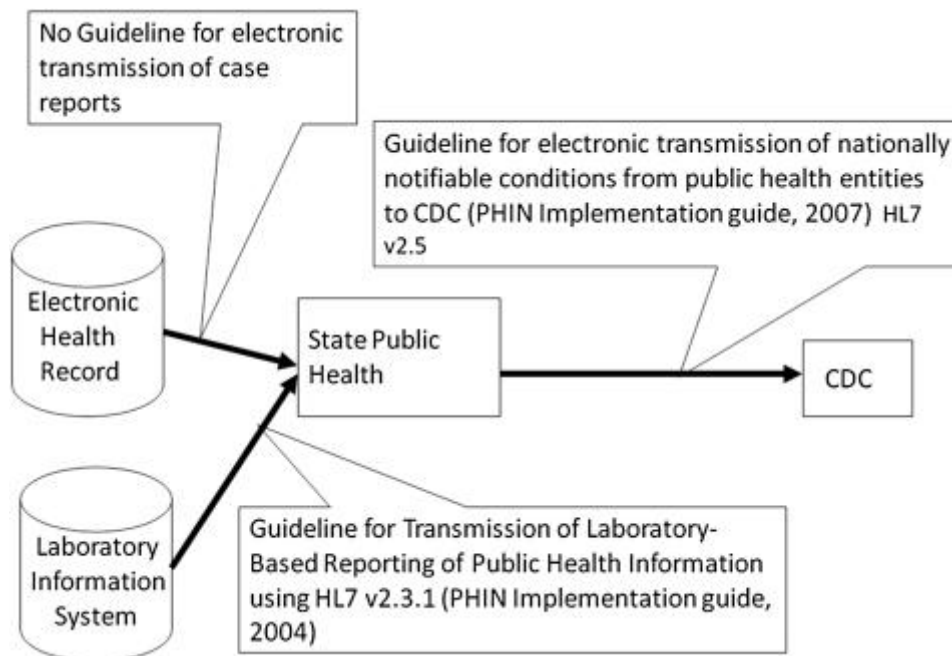 No Guideline for electronic
transmission of case
reports
Guideline for electronic transmission of nationally
notifiable conditions from public health entities
to CDC (PHIN Implementation guide, 2007) HL7
v2.5
Electronic
Health
Record
State Public
Health
CDC
Laboratory
Information
System
Guideline for Transmission of Laboratory-
Based Reporting of Public Health Information
using HL7 v2.3.1 (PHIN Implementation guide,
2004)